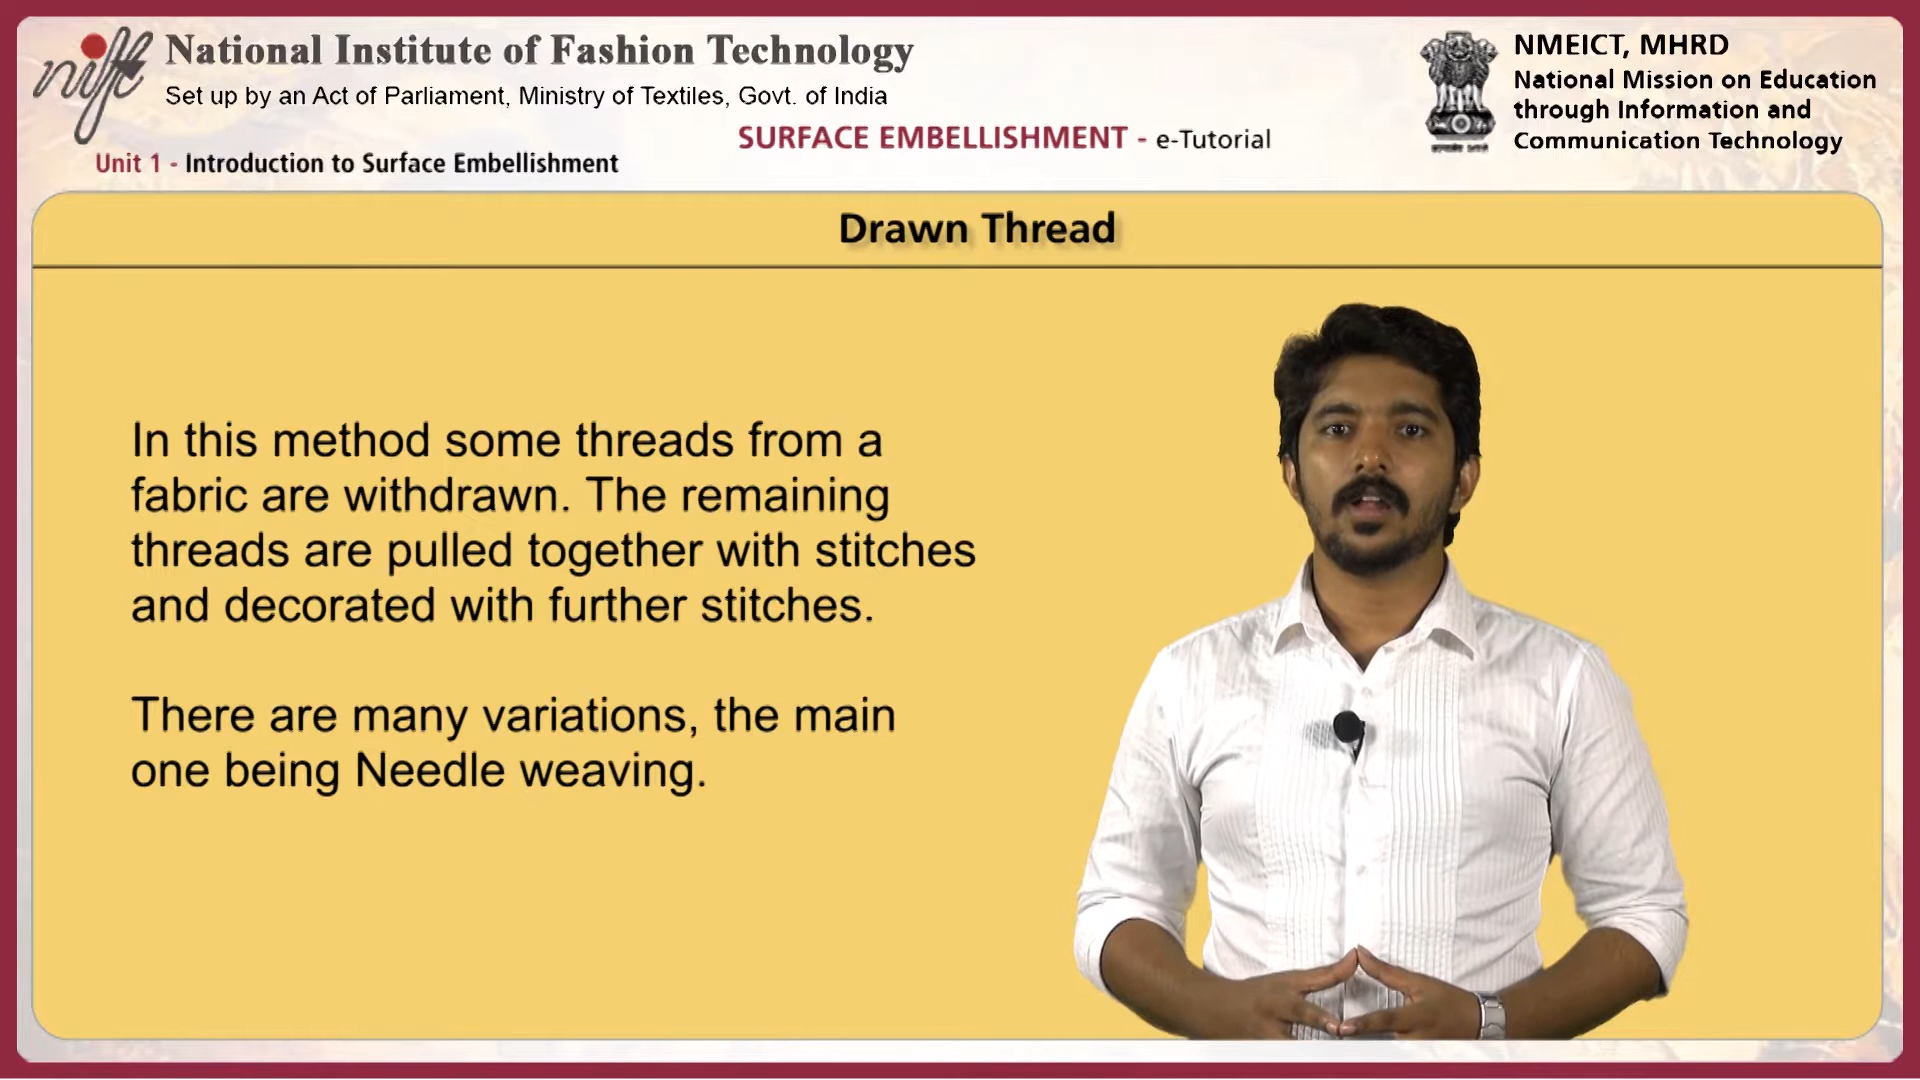 nift
National Institute of Fashion Technology
Set up by an Act of Parliament, Ministry of Textiles, Govt. of India
NMEICT, MHRD
National Mission on Education
through Information and
Communication Technology
SURFACE EMBELLISHMENT - e-Tutorial
Unit 1 - Introduction to Surface Embellishment
Drawn Thread
In this method some threads from a
fabric are withdrawn. The remaining
threads are pulled together with stitches
and decorated with further stitches.
There are many variations, the main
one being Needle weaving.